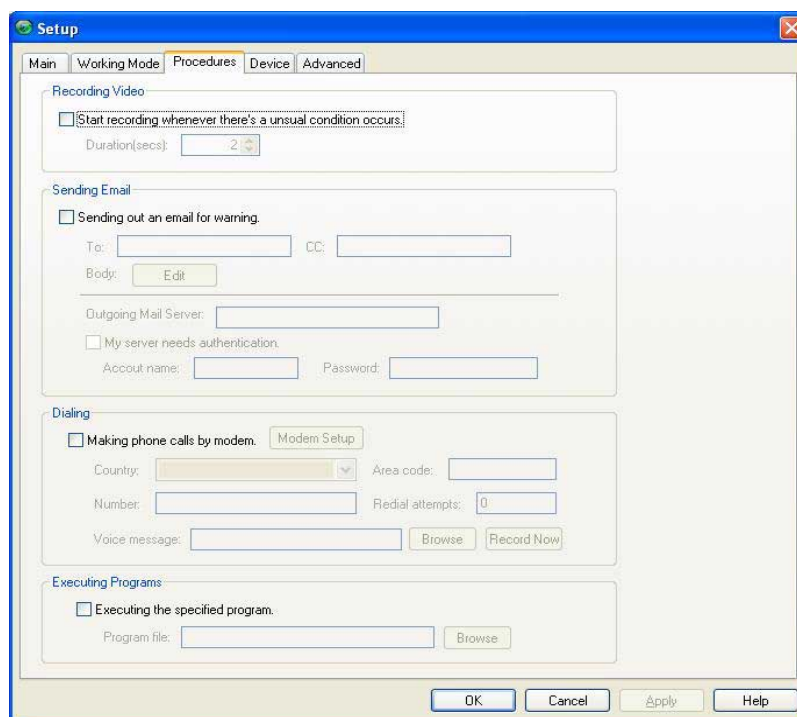 Setup
Main Working Mode Procedures Device Advanced
Recording Video
Start recording whenever there's a unsual condition occurs.
Duration(secs): 2
Sending Email
Sending out an email for warning.
To: CC:
Body: Edit
Outgoing Mail Server:
My server needs authentication.
Accout name: Password:
Dialing
Making phone calls by modem. Modem Setup
Country: Area code:
Number: Redial attempts: 0
Voice message: Browse Record Now
Executing Programs
Executing the specified program.
Program file: Browse
OK Cancel Apply Help